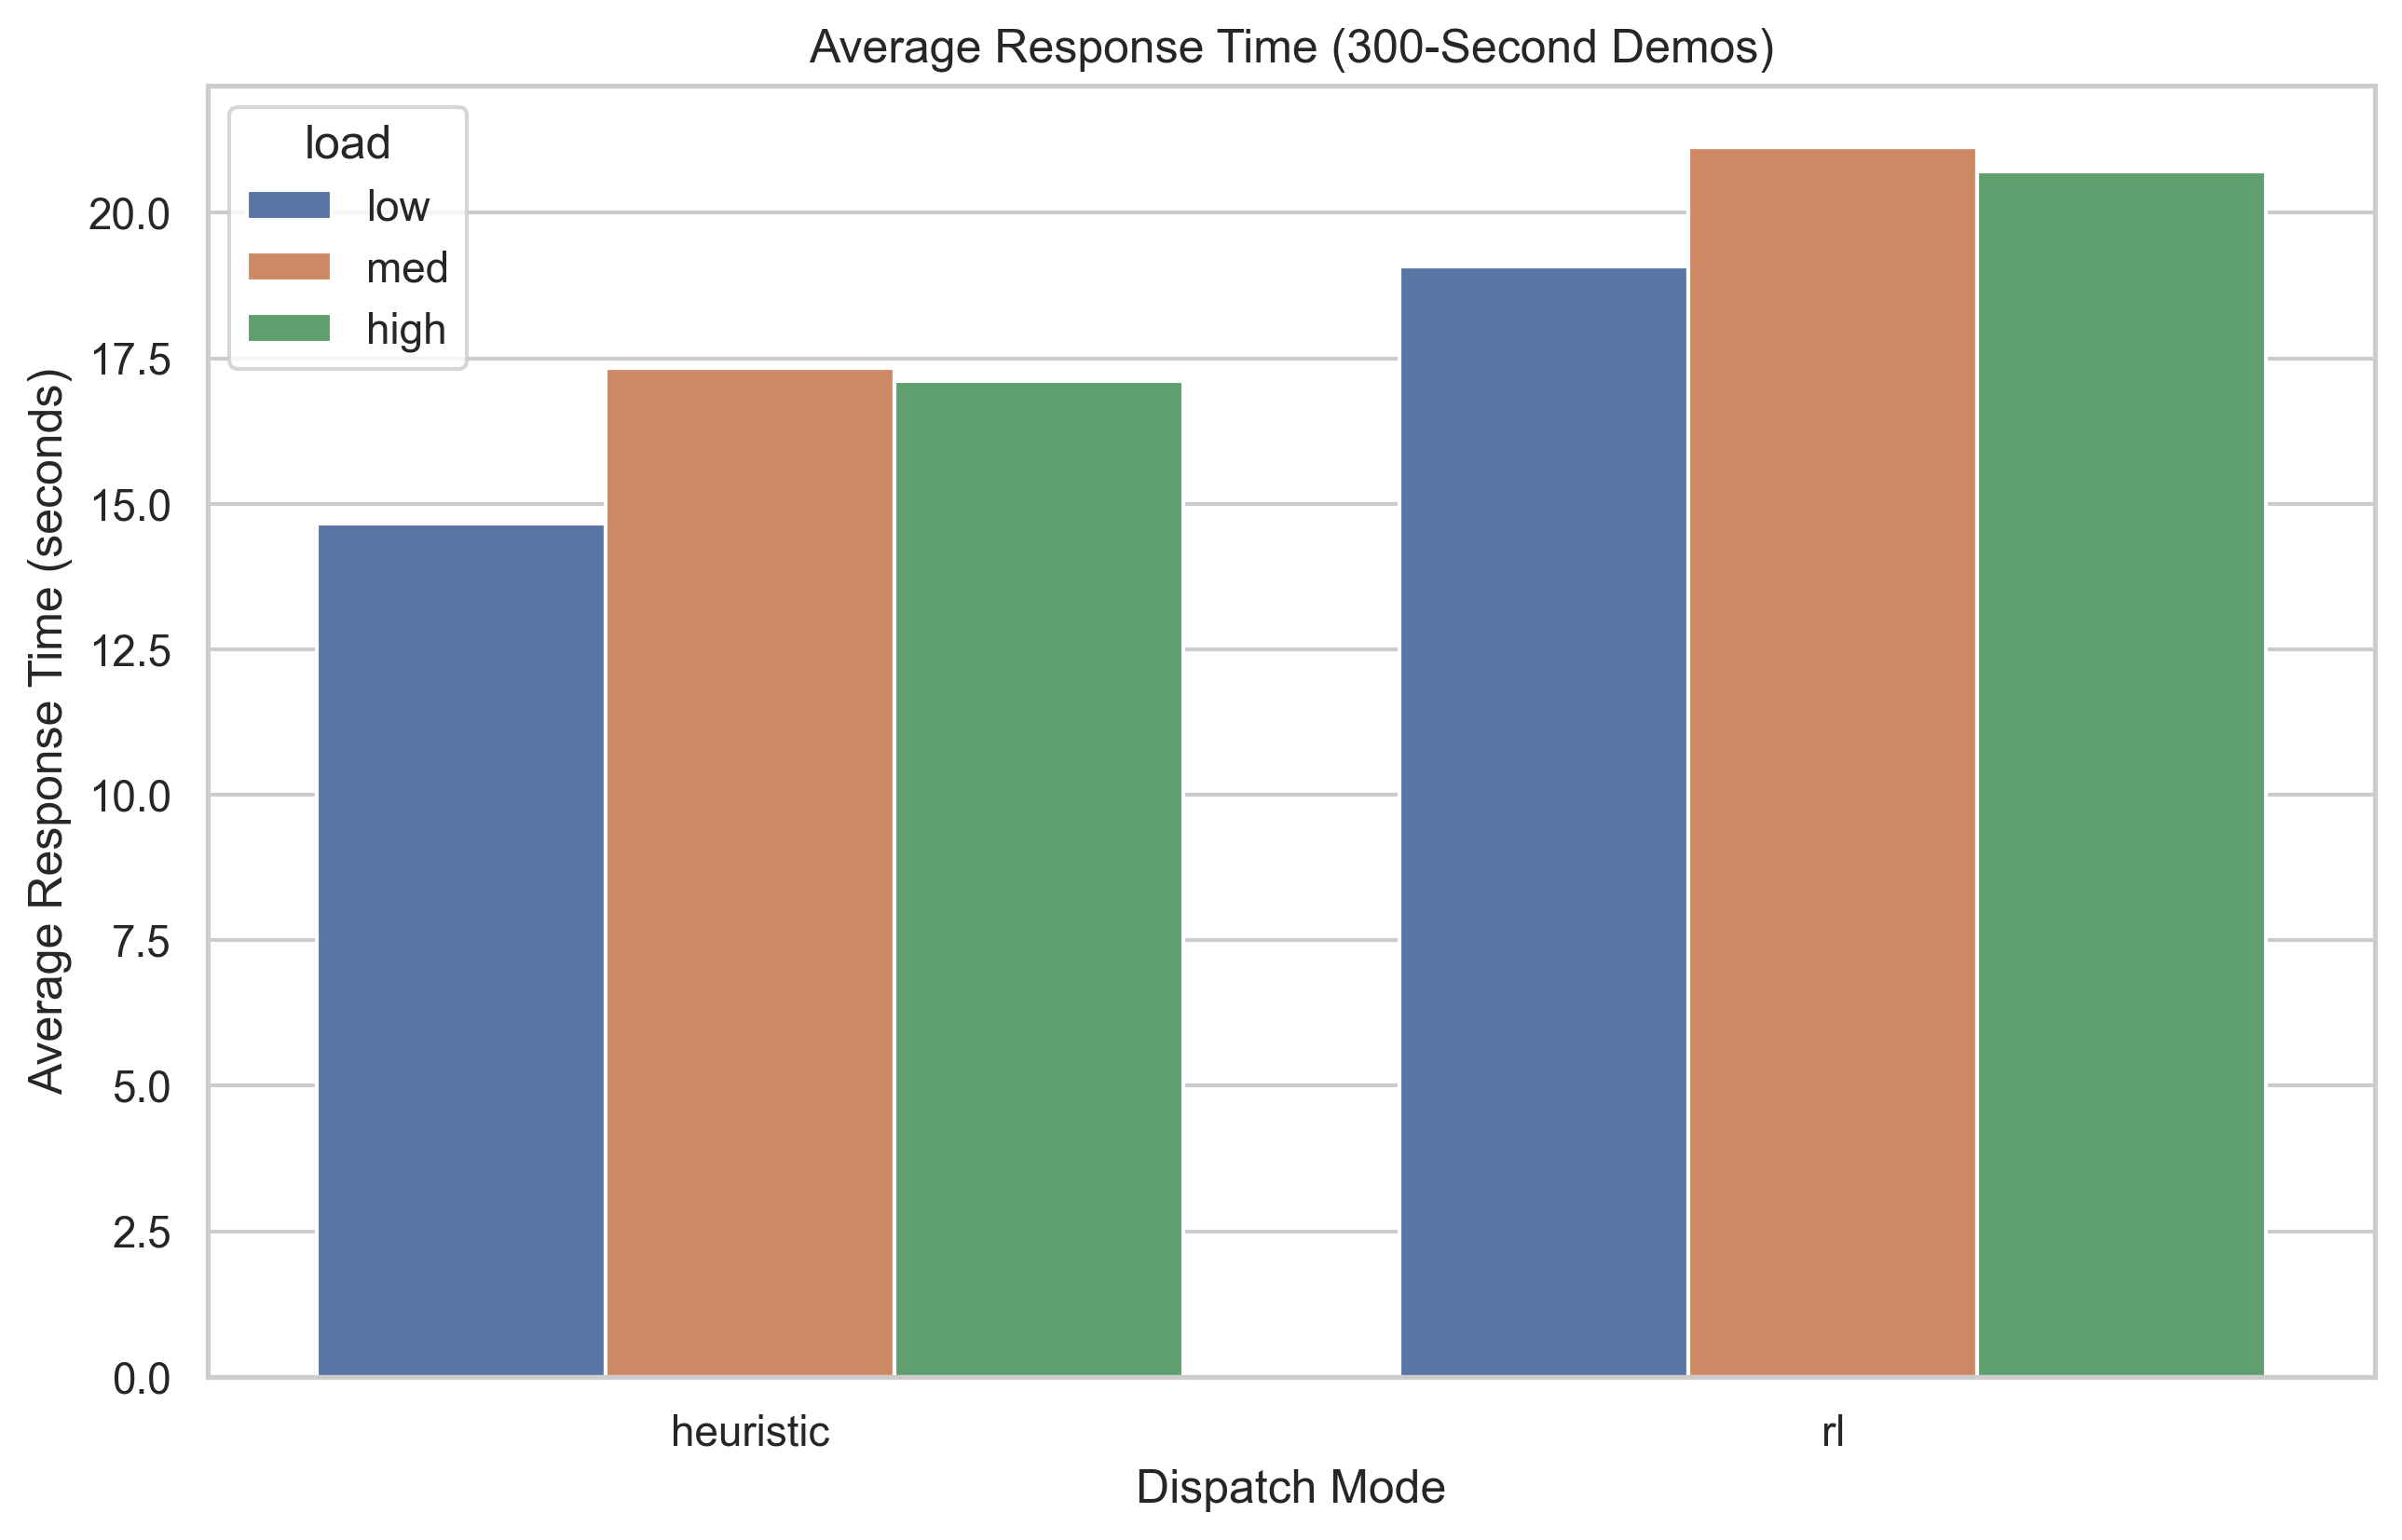 Average Response Time (300-Second Demos)
load
low
med
high
Average Response Time (seconds)
20.0
17.5
15.0
12.5
10.0
7.5
5.0
2.5
0.0
heuristic
rl
Dispatch Mode